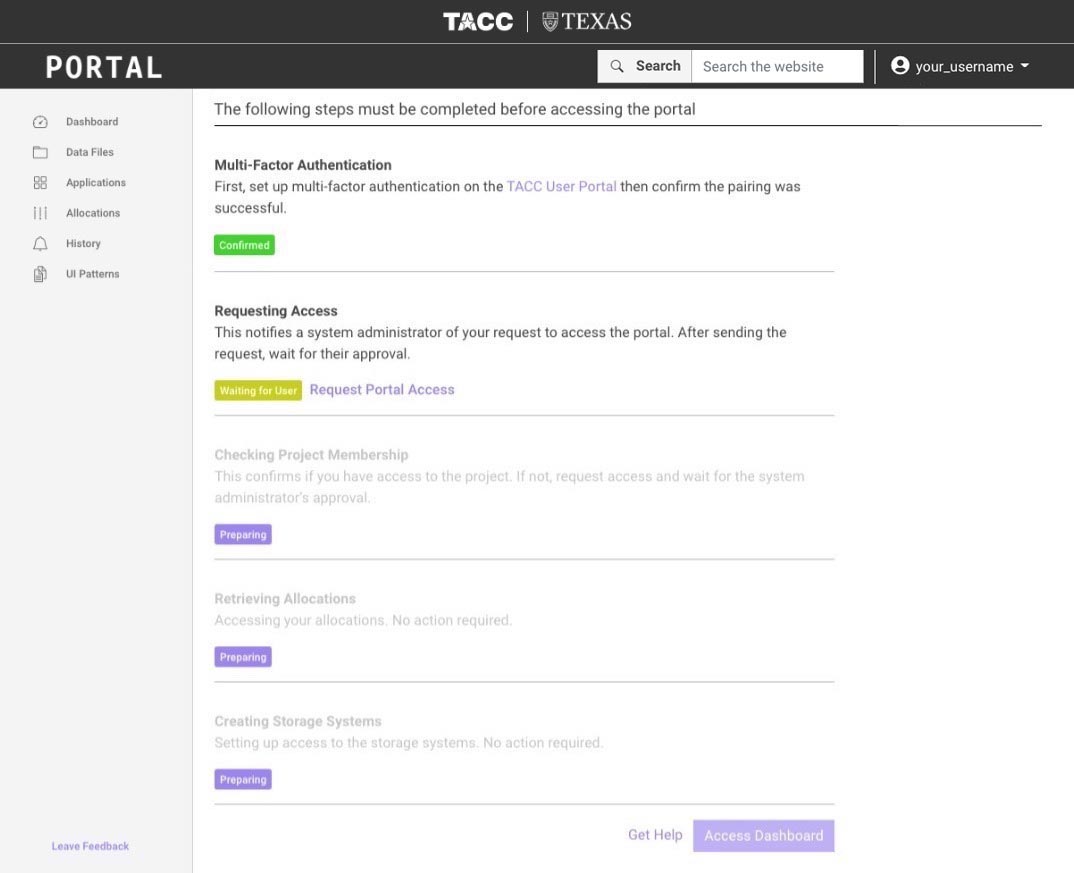 TACC TEXAS
PORTAL
Search
Search the website
your_username
Dashboard
Data Files
Applications
Allocations
History
UI Patterns
Leave Feedback
The following steps must be completed before accessing the portal
Multi-Factor Authentication
First, set up multi-factor authentication on the TACC User Portal then confirm the pairing was
successful.
Confirmed
Requesting Access
This notifies a system administrator of your request to access the portal. After sending the
request, wait for their approval.
Waiting for User Request Portal Access
Checking Project Membership
This confirms if you have access to the project. If not, request access and wait for the system
administrator's approval.
Preparing
Retrieving Allocations
Accessing your allocations. No action required.
Preparing
Creating Storage Systems
Setting up access to the storage systems. No action required.
Preparing
Get Help Access Dashboard